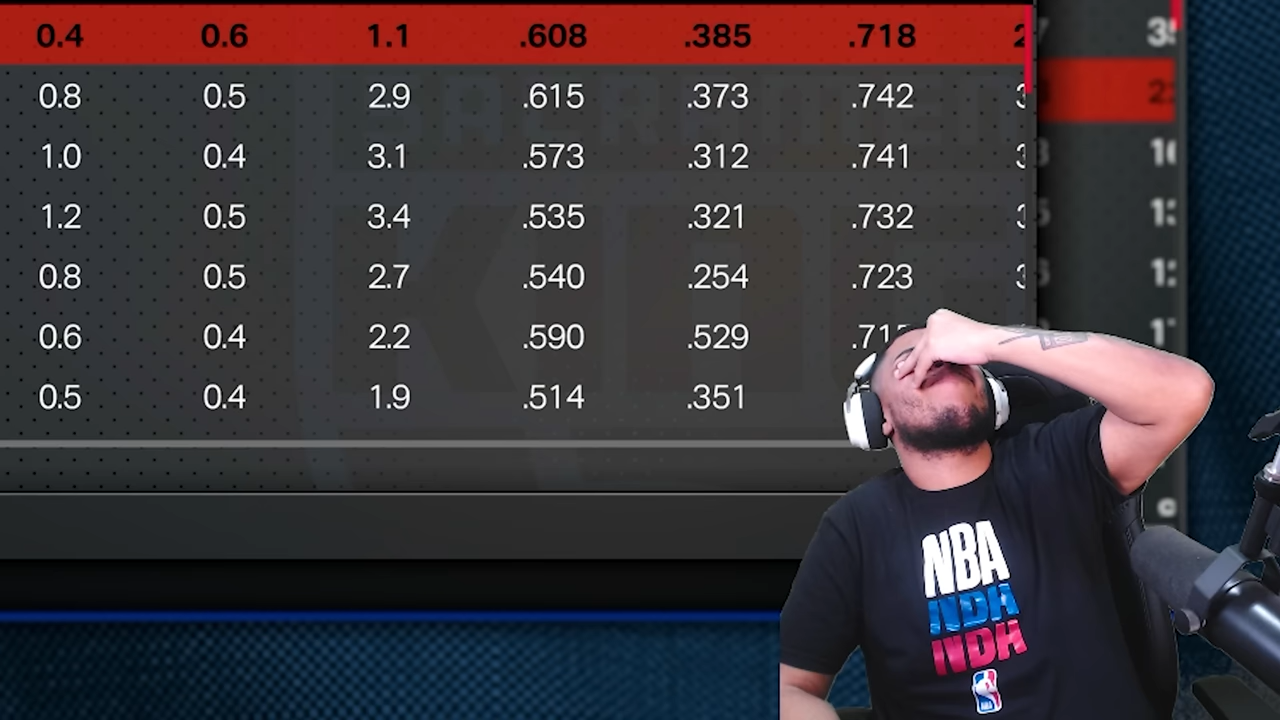 0.4 0.6 1.1 .608 .385 .718
0.8 0.5 2.9 .615 .373 .742
1.0 0.4 3.1 .573 .312 .741
1.2 0.5 3.4 .535 .321 .732
0.8 0.5 2.7 .540 .254 .723
0.6 0.4 2.2 .590 .529
0.5 0.4 1.9 .514 .351
NBA